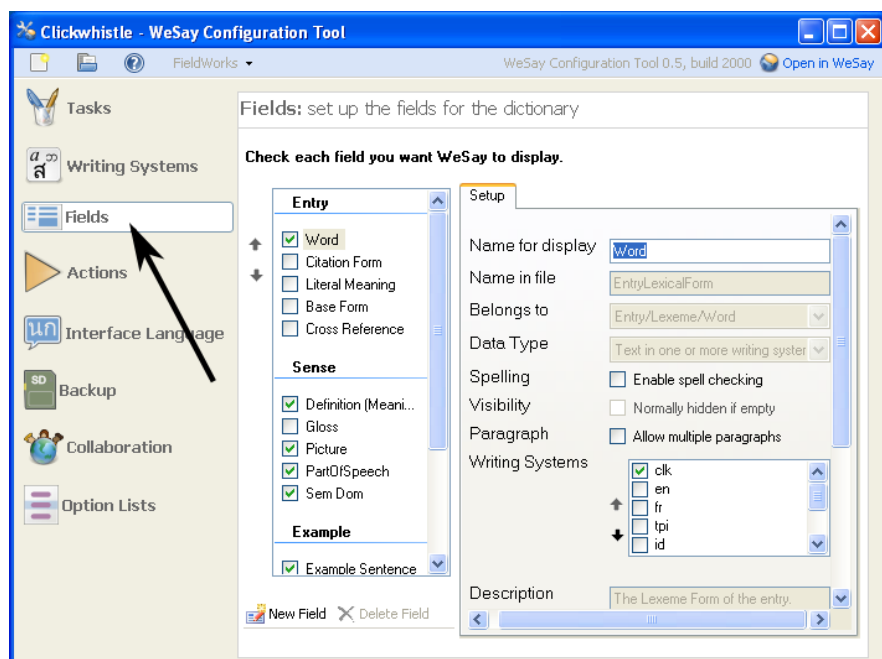 Clickwhistle - WeSay Configuration Tool
FieldWorks
WeSay Configuration Tool 0.5, build 2000
Open in WeSay
Tasks
a
ส
Writing Systems
Fields
Actions
นก
Interface Language
SD
Backup
Collaboration
Option Lists
Fields: set up the fields for the dictionary
Check each field you want WeSay to display.
Entry
Word
Citation Form
Literal Meaning
Base Form
Cross Reference
Sense
Definition (Meani...
Gloss
Picture
PartOfSpeech
Sem Dom
Example
Example Sentence
New Field
Delete Field
Setup
Name for display
Word
Name in file
EntryLexicalForm
Belongs to
Entry/Lexeme/Word
Data Type
Text in one or more writing syster
Spelling
Enable spell checking
Visibility
Normally hidden if empty
Paragraph
Allow multiple paragraphs
Writing Systems
clk
en
fr
tpi
id
Description
The Lexeme Form of the entry.